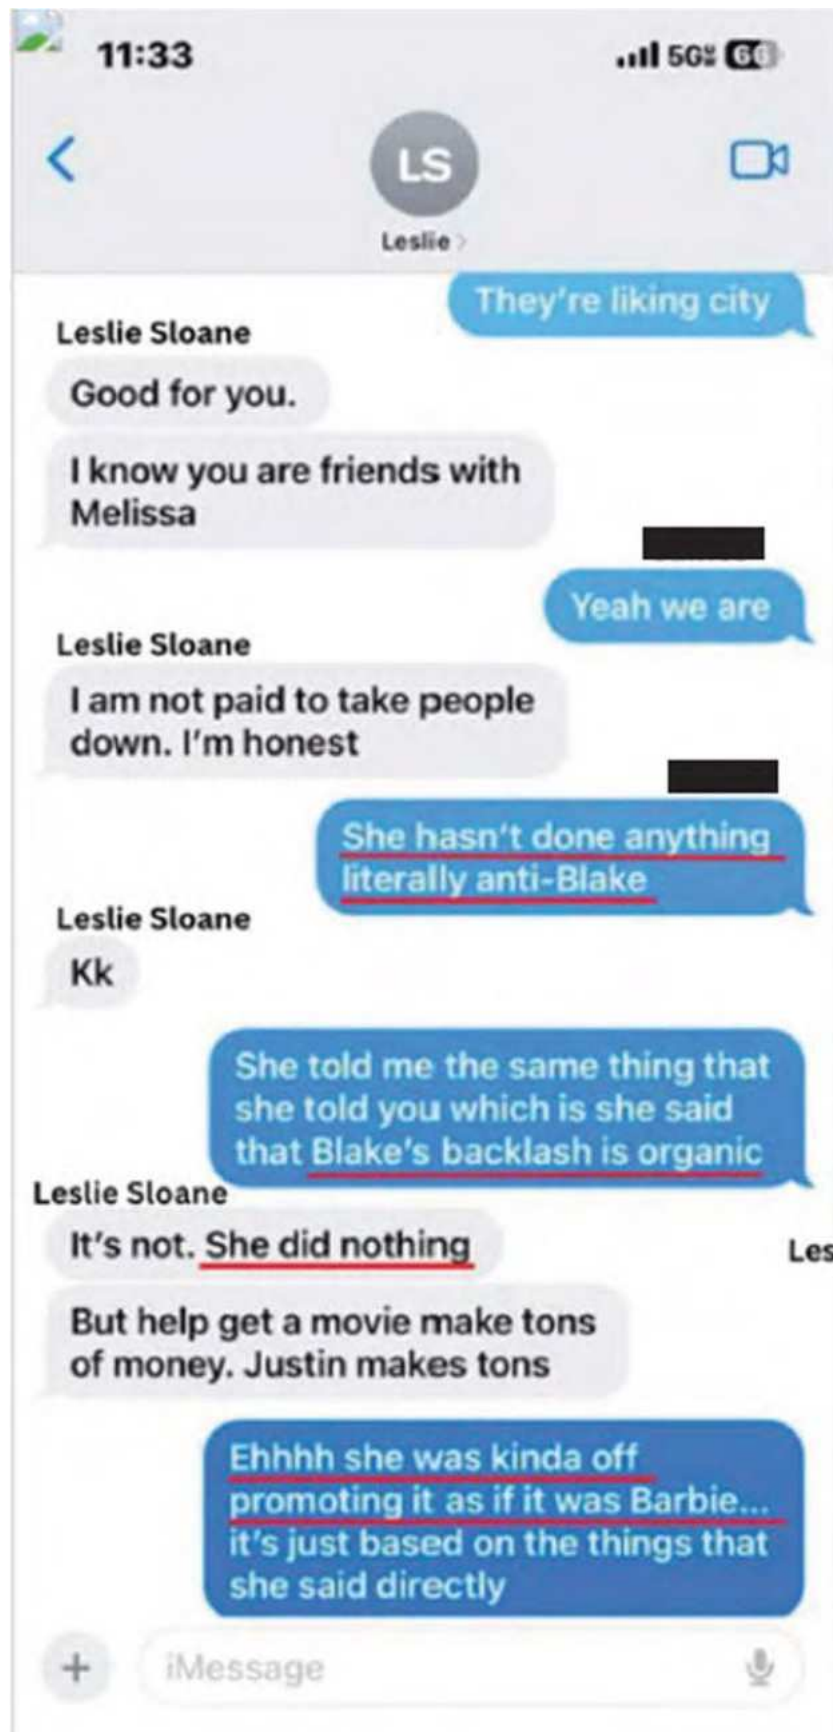 11:33
5G 66
LS
Leslie
They're liking city
Leslie Sloane
Good for you.
I know you are friends with
Melissa
Yeah we are
Leslie Sloane
I am not paid to take people
down. I'm honest
She hasn't done anything
literally anti-Blake
Leslie Sloane
Kk
She told me the same thing that
she told you which is she said
that Blake's backlash is organic
Leslie Sloane
It's not. She did nothing
Les
But help get a movie make tons
of money. Justin makes tons
Ehhhh she was kinda off
promoting it as if it was Barbie...
it's just based on the things that
she said directly
iMessage